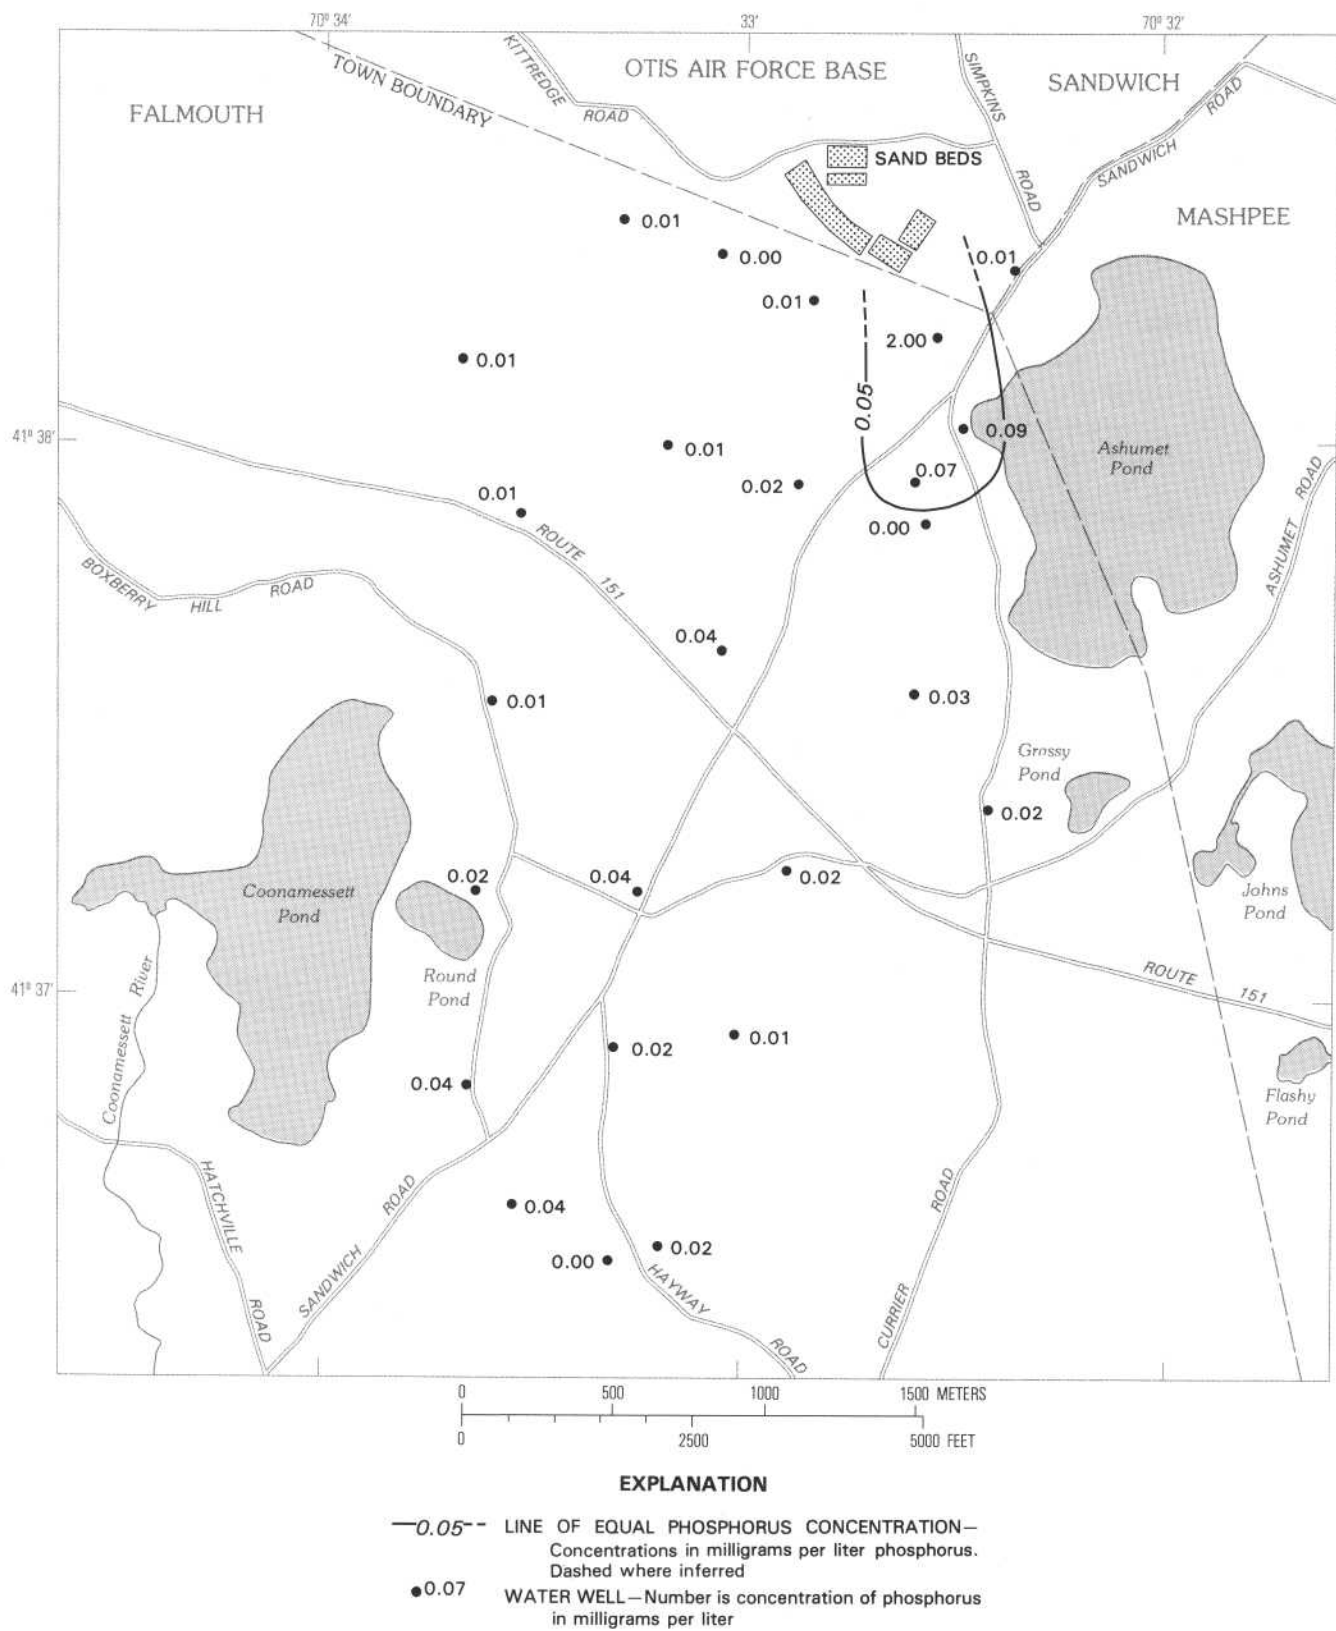 70° 34'
33'
70° 32'
KITTREDGE
ROAD
OTIS AIR FORCE BASE
SIMPKINS
ROAD
SANDWICH
SANDWICH
ROAD
TOWN BOUNDARY
FALMOUTH
SAND BEDS
MASHPEE
0.01
0.00
0.01
0.01
2.00
0.01
0.05
41° 38'
0.01
0.09
Ashumet
Pond
0.01
0.02
0.07
0.00
ROUTE
151
ASHUMET
ROAD
BOXBERRY
HILL
ROAD
0.04
0.01
0.03
Grassy
Pond
0.02
0.02
0.04
0.02
Coonamessett
Pond
Johns
Pond
Round
Pond
ROUTE
151
41° 37'
Coonamessett River
0.02
0.01
0.04
Flashy
Pond
HATCHVILLE
ROAD
SANDWICH
ROAD
0.04
0.00
0.02
HAYWAY
ROAD
CURRIER
ROAD
0
500
1000
1500 METERS
0
2500
5000 FEET
EXPLANATION
0.05
LINE OF EQUAL PHOSPHORUS CONCENTRATION—
Concentrations in milligrams per liter phosphorus.
Dashed where inferred
0.07
WATER WELL—Number is concentration of phosphorus
in milligrams per liter